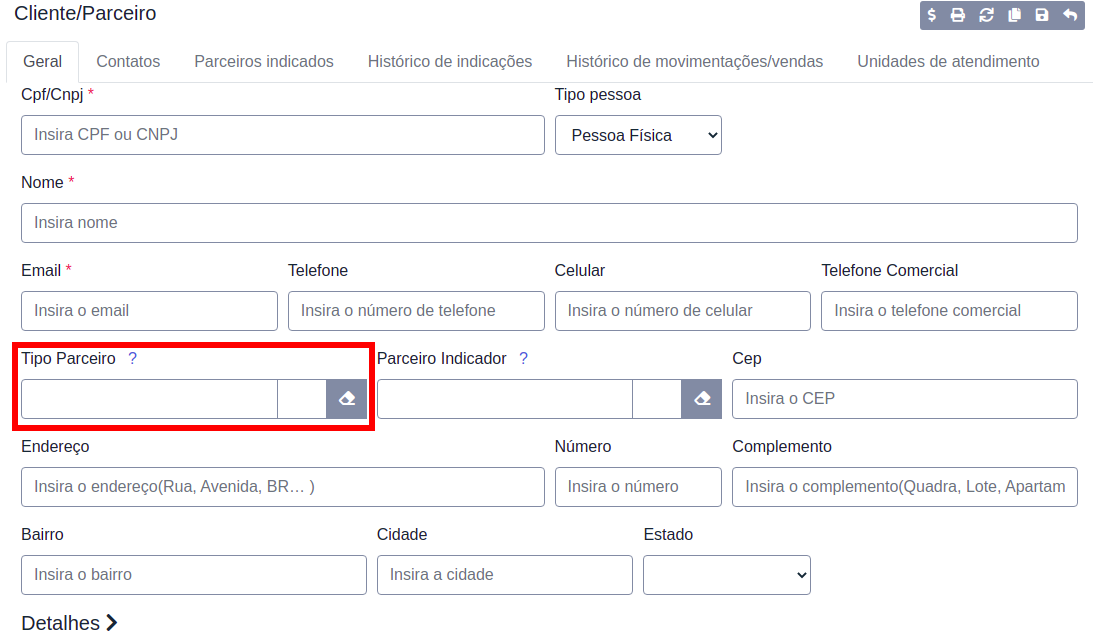 Cliente/Parceiro
$
Geral Contatos Parceiros indicados Histórico de indicações Histórico de movimentações/vendas Unidades de atendimento
Cpf/Cnpj * Tipo pessoa
Insira CPF ou CNPJ Pessoa Física
Nome *
Insira nome
Email * Telefone Celular Telefone Comercial
Insira o email Insira o número de telefone Insira o número de celular Insira o telefone comercial
Tipo Parceiro ? Parceiro Indicador ? Cep
Insira o CEP
Endereço Número Complemento
Insira o endereço(Rua, Avenida, BR... ) Insira o número Insira o complemento(Quadra, Lote, Apartam
Bairro Cidade Estado
Insira o bairro Insira a cidade
Detalhes